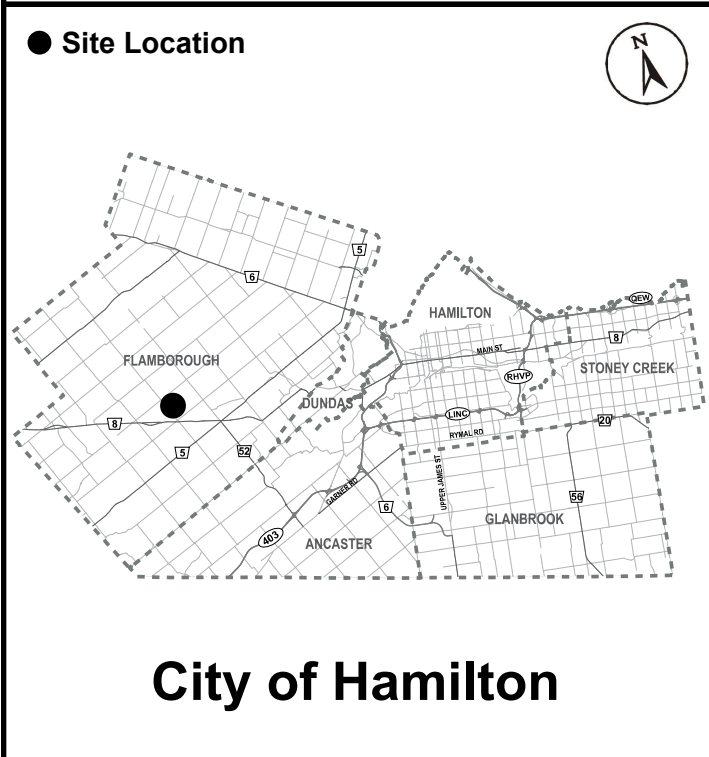 Site Location
N
5
6
HAMILTON
QEW
8
MAIN ST
FLAMBOROUGH
STONEY CREEK
RHVP
DUNDAS
LINC
20
8
RYMAL RD
5
52
UPPER JAMES ST
GARNER RD
56
6
GLANBROOK
403
ANCASTER
City of Hamilton